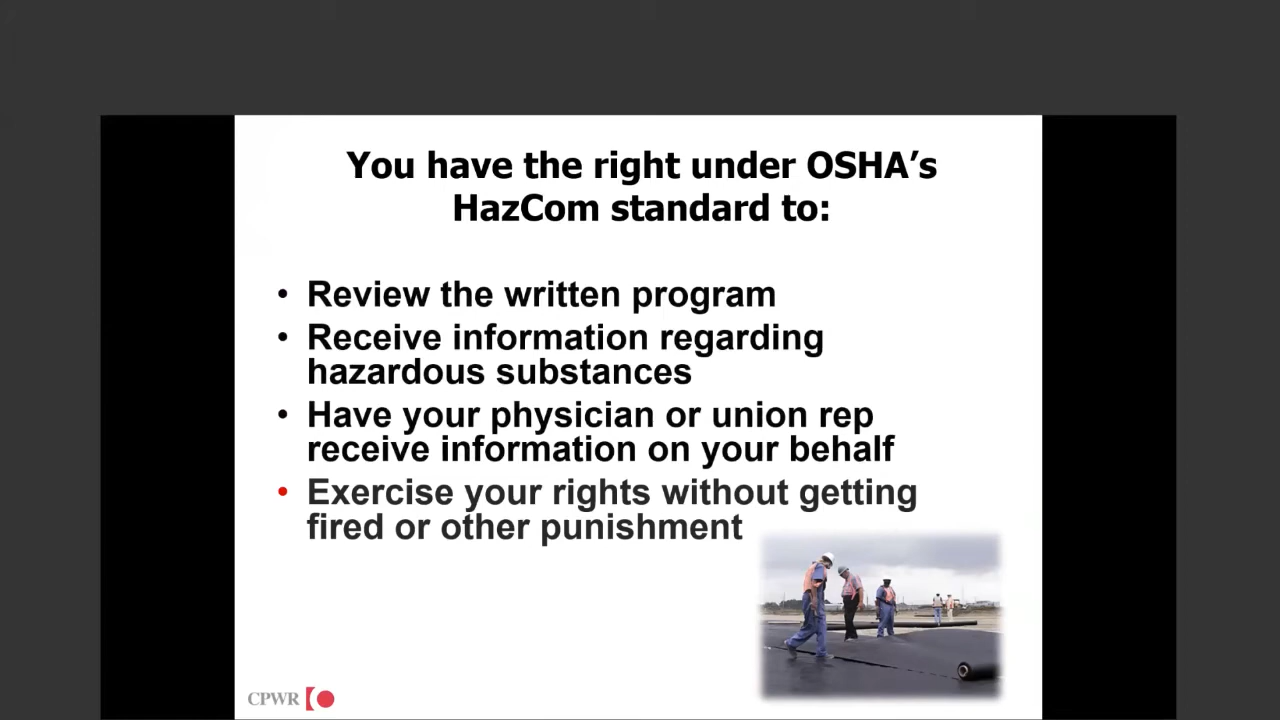 You have the right under OSHA’s
HazCom standard to:
• Review the written program
• Receive information regarding
hazardous substances
• Have your physician or union rep
receive information on your behalf
• Exercise your rights without getting
fired or other punishment
CPWR